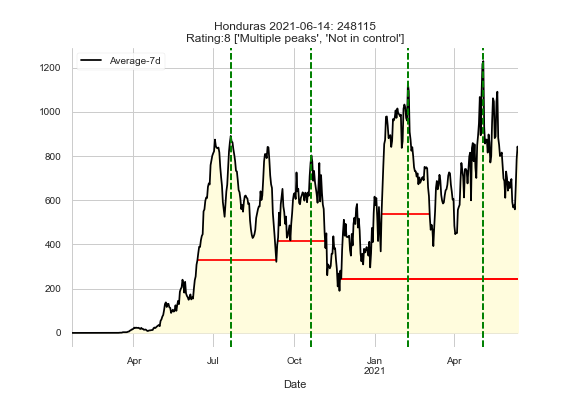 Honduras 2021-06-14: 248115
Rating:8 ['Multiple peaks', 'Not in control']
Average-7d
1200
1000
800
600
400
200
0
Apr
Jul
Oct
Jan
2021
Apr
Date